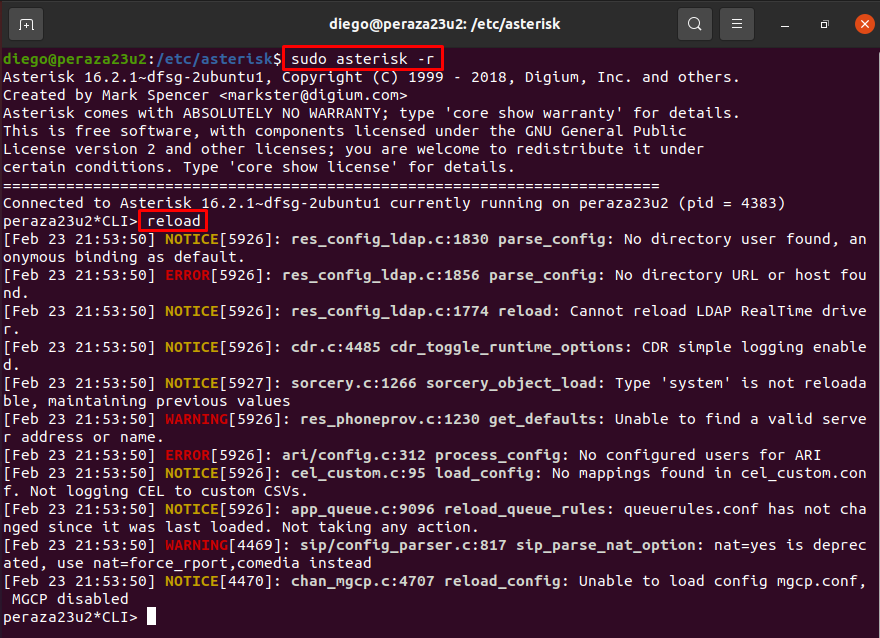 diego@peraza23u2: /etc/asterisk
diego@peraza23u2:/etc/asterisk$ sudo asterisk -r
Asterisk 16.2.1~dfsg-2ubuntu1, Copyright (C) 1999 - 2018, Digium, Inc. and others.
Created by Mark Spencer <markster@digium.com>
Asterisk comes with ABSOLUTELY NO WARRANTY; type 'core show warranty' for details.
This is free software, with components licensed under the GNU General Public
License version 2 and other licenses; you are welcome to redistribute it under
certain conditions. Type 'core show license' for details.
=========================================================================
Connected to Asterisk 16.2.1~dfsg-2ubuntu1 currently running on peraza23u2 (pid = 4383)
peraza23u2*CLI> reload
[Feb 23 21:53:50] NOTICE[5926]: res_config_ldap.c:1830 parse_config: No directory user found, an
onymous binding as default.
[Feb 23 21:53:50] ERROR[5926]: res_config_ldap.c:1856 parse_config: No directory URL or host fou
nd.
[Feb 23 21:53:50] NOTICE[5926]: res_config_ldap.c:1774 reload: Cannot reload LDAP RealTime drive
r.
[Feb 23 21:53:50] NOTICE[5926]: cdr.c:4485 cdr_toggle_runtime_options: CDR simple logging enable
d.
[Feb 23 21:53:50] NOTICE[5927]: sorcery.c:1266 sorcery_object_load: Type 'system' is not reloada
ble, maintaining previous values
[Feb 23 21:53:50] WARNING[5926]: res_phoneprov.c:1230 get_defaults: Unable to find a valid serve
r address or name.
[Feb 23 21:53:50] ERROR[5926]: ari/config.c:312 process_config: No configured users for ARI
[Feb 23 21:53:50] NOTICE[5926]: cel_custom.c:95 load_config: No mappings found in cel_custom.con
f. Not logging CEL to custom CSVs.
[Feb 23 21:53:50] NOTICE[5926]: app_queue.c:9096 reload_queue_rules: queuerules.conf has not cha
nged since it was last loaded. Not taking any action.
[Feb 23 21:53:50] WARNING[4469]: sip/config_parser.c:817 sip_parse_nat_option: nat=yes is deprec
ated, use nat=force_rport,comedia instead
[Feb 23 21:53:50] NOTICE[4470]: chan_mgcp.c:4707 reload_config: Unable to load config mgcp.conf,
 MGCP disabled
peraza23u2*CLI>